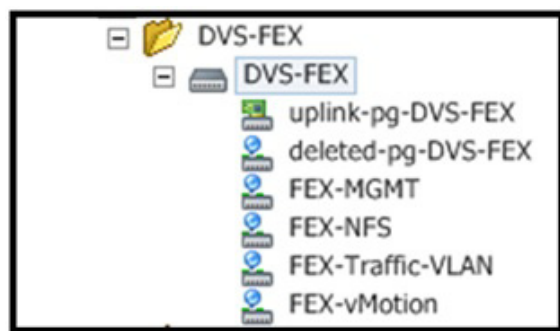 DVS-FEX
DVS-FEX
uplink-pg-DVS-FEX
deleted-pg-DVS-FEX
FEX-MGMT
FEX-NFS
FEX-Traffic-VLAN
FEX-vMotion